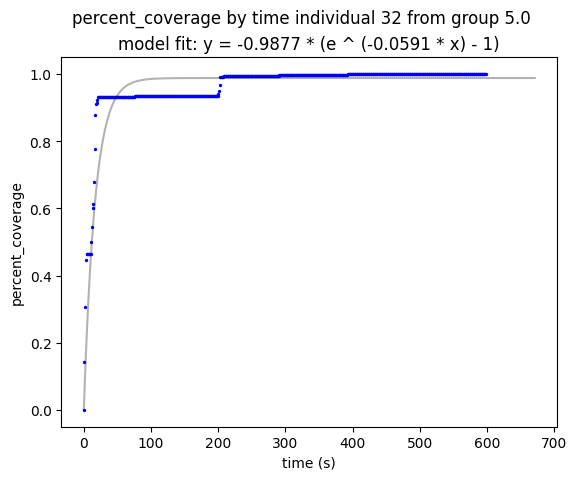 percent_coverage by time individual 32 from group 5.0
model fit: y = -0.9877 * (e ^ (-0.0591 * x) - 1)
1.0
0.8
0.6
0.4
0.2
0.0
percent_coverage
0 100 200 300 400 500 600 700
time (s)